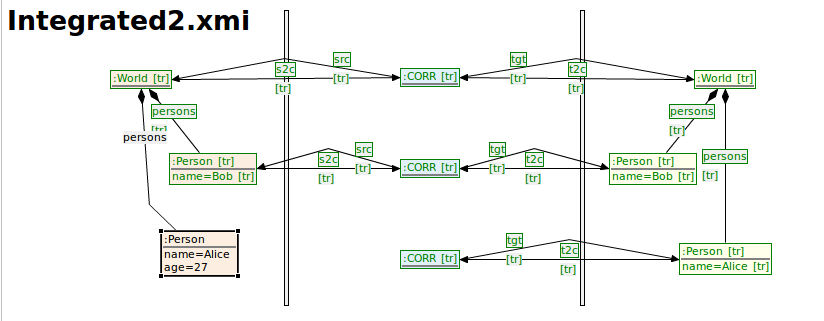 Integrated2.xmi
src
tgt
:World [tr]
s2c
:CORR [tr]
t2c
:World [tr]
[tr]
[tr]
[tr]
[tr]
persons
persons
[tr]
[tr]
persons
src
tgt
:Person [tr]
name=Bob [tr]
s2c
:CORR [tr]
t2c
:Person [tr]
name=Bob [tr]
persons
[tr]
[tr]
[tr]
[tr]
[tr]
:Person
name=Alice
age=27
tgt
:CORR [tr]
t2c
:Person [tr]
name=Alice [tr]
[tr]
[tr]